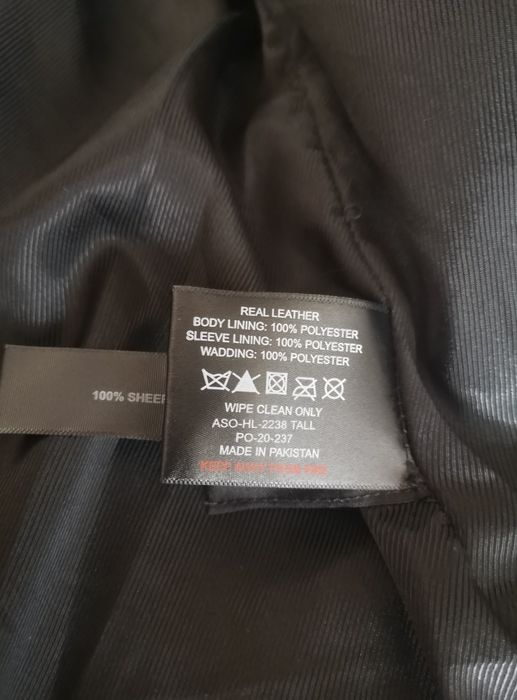 REAL LEATHER
BODY LINING: 100% POLYESTER
SLEEVE LINING: 100% POLYESTER
WADDING: 100% POLYESTER
WIPE CLEAN ONLY
ASO-HL-2238 TALL
PO-20-237
MADE IN PAKISTAN
KEEP AWAY FROM FIRE
100% SHEEP